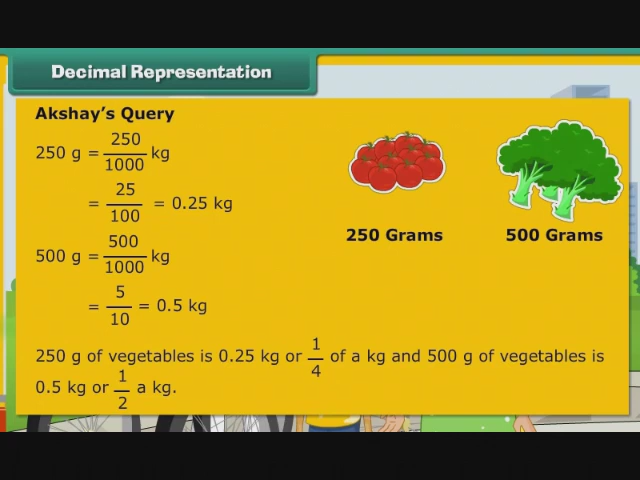 Decimal Representation
Akshay's Query
250 g = 250/1000 kg
= 25/100 = 0.25 kg
500 g = 500/1000 kg
= 5/10 = 0.5 kg
250 Grams
500 Grams
250 g of vegetables is 0.25 kg or 1/4 of a kg and 500 g of vegetables is
0.5 kg or 1/2 a kg.